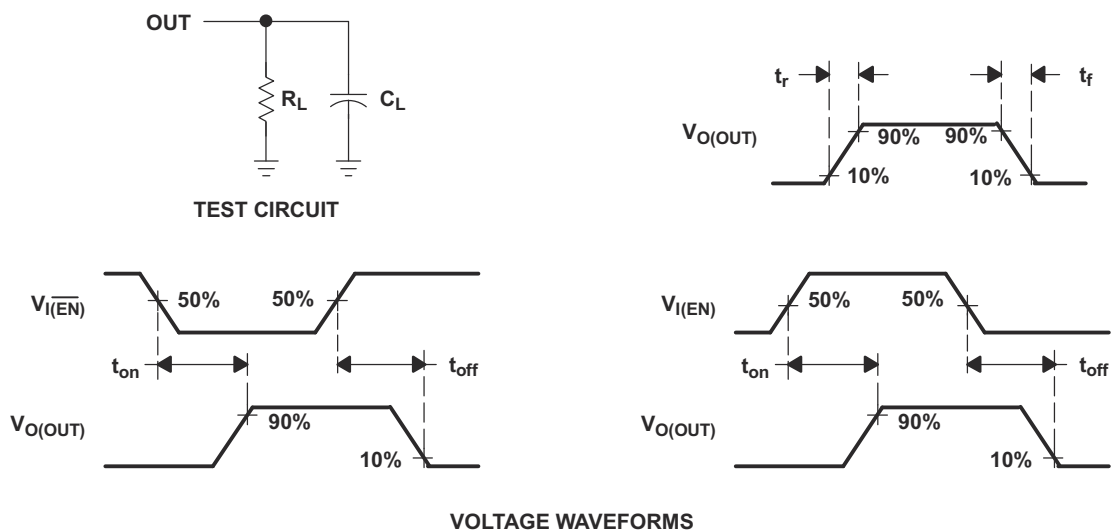 OUT
R_L
C_L
TEST CIRCUIT
t_r
t_f
V_O(OUT)
90%
90%
10%
10%
V_I(E̅N̅)
50%
50%
t_on
t_off
V_O(OUT)
90%
10%
V_I(EN)
50%
50%
t_on
t_off
V_O(OUT)
90%
10%
VOLTAGE WAVEFORMS